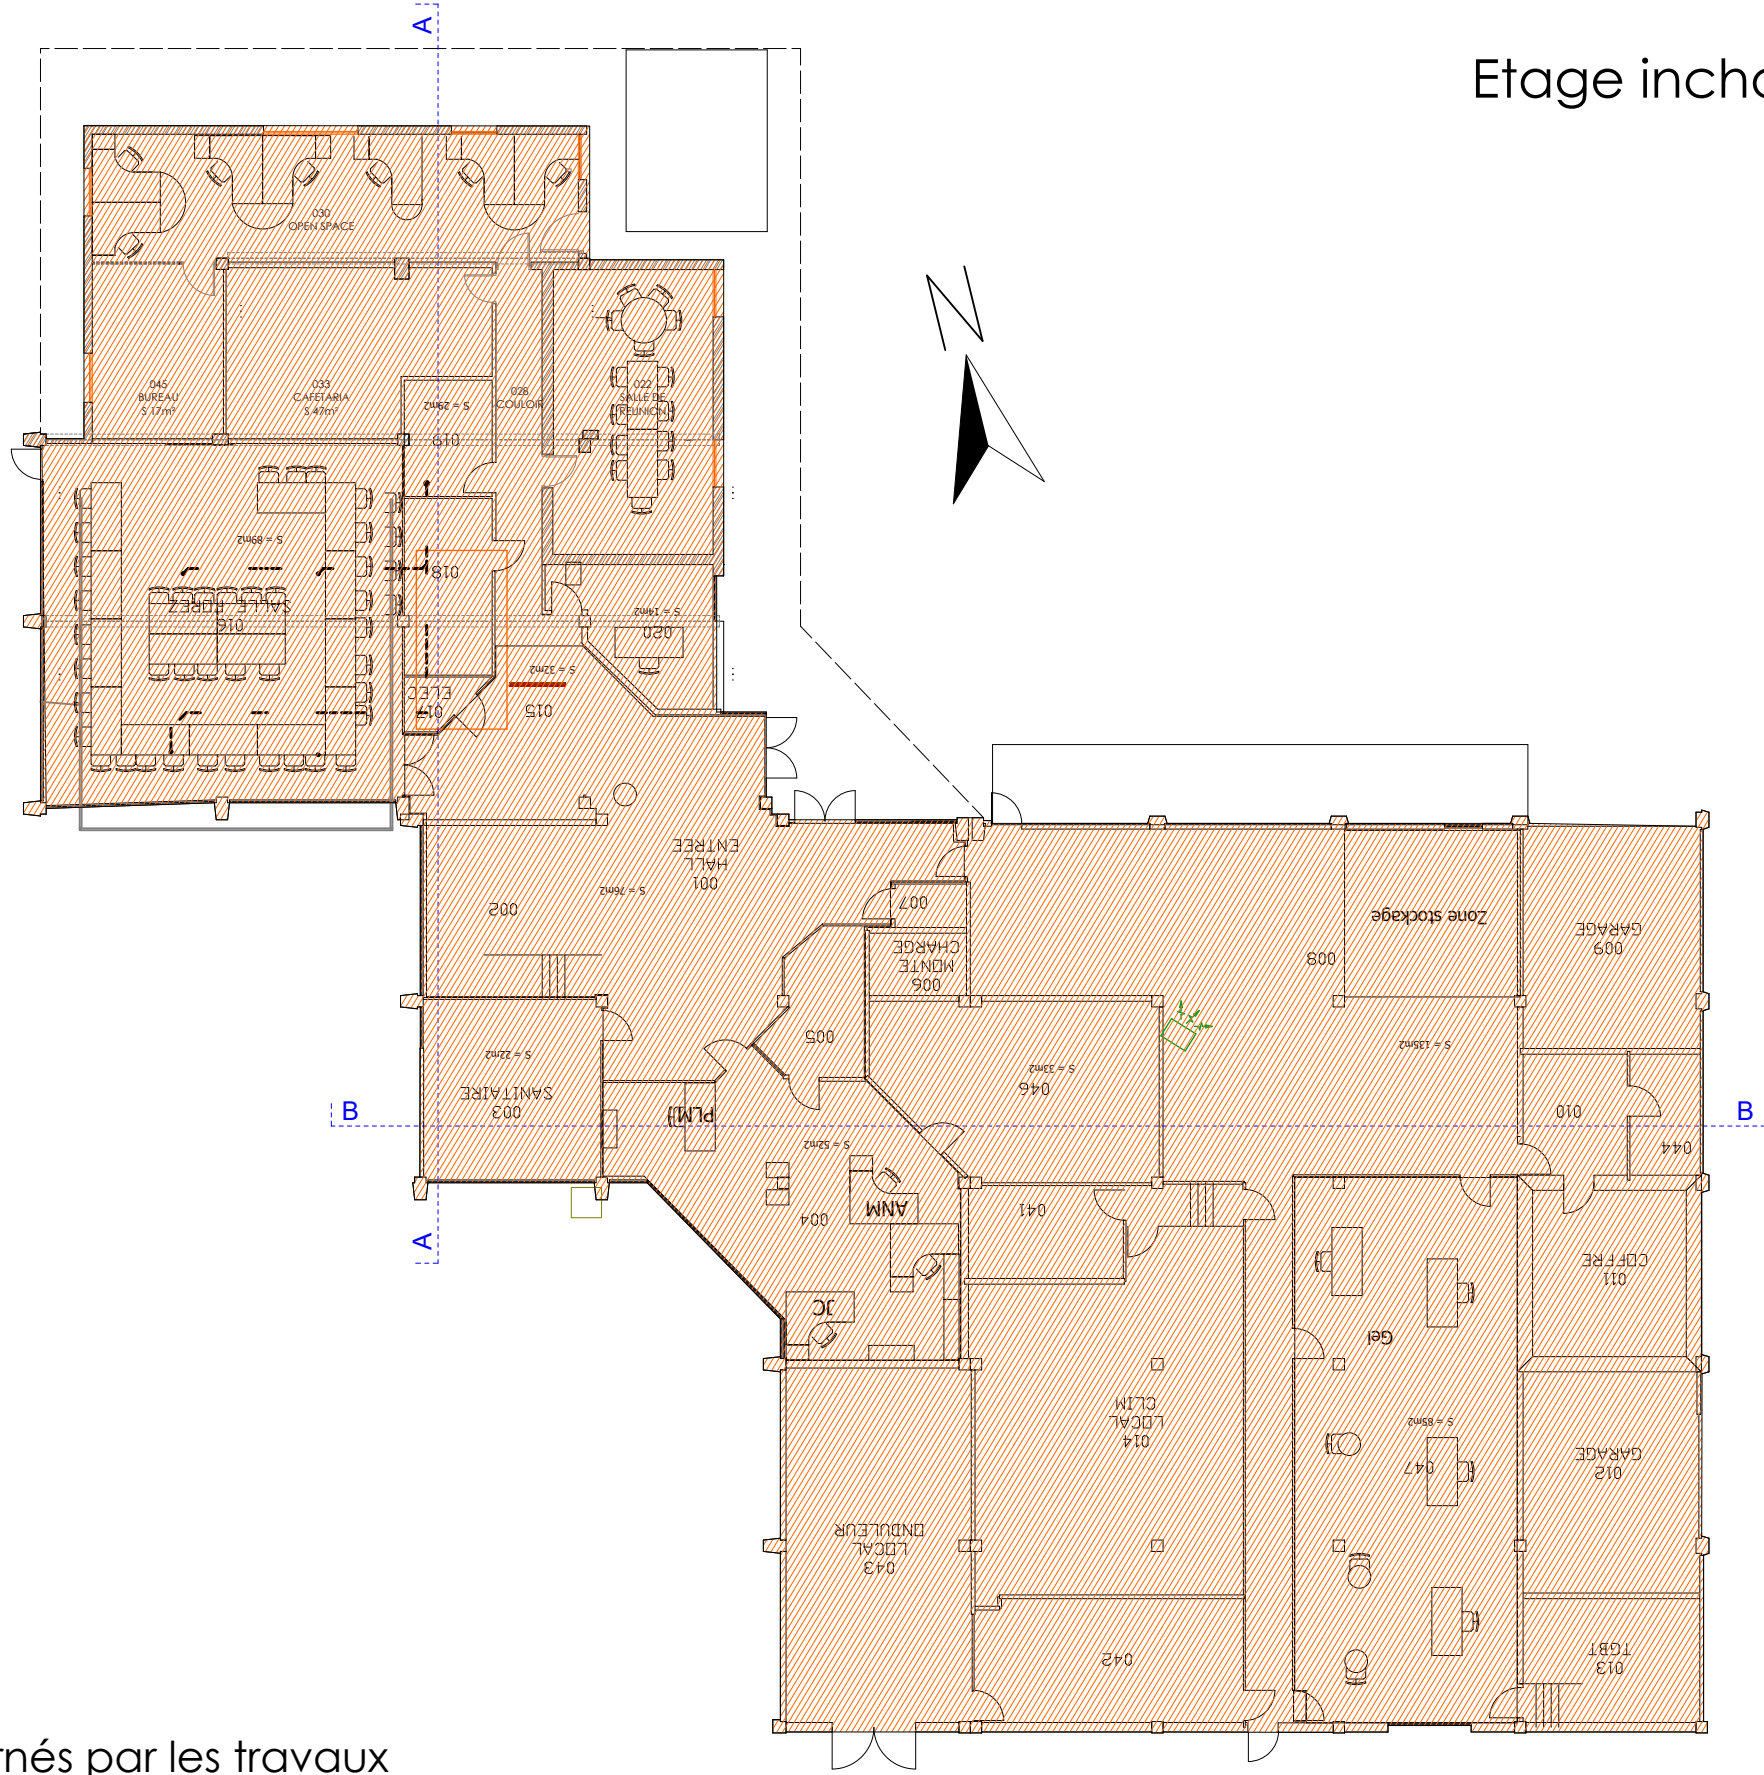 A
Etage incha
030
OPEN SPACE
045
BUREAU
S 17m²
033
CAFETARIA
S 47m²
S = 29m2
019
028
COULOIR
022
SALLE DE
REUNION
S = 89m2
016
SALLE FOREZ
018
S = 14m2
020
S = 32m2
015
017
ELEC
001
HALL
ENTREE
S = 76m2
002
007
006
MONTE
CHARGE
Zone stockage
008
009
GARAGE
005
S = 22m2
003
SANITAIRE
S = 33m2
046
S = 135m2
010
044
B
B
PLM
S = 52m2
ANM
004
041
A
JC
011
COFFRE
Gel
014
LOCAL
CLIM
S = 85m2
047
012
GARAGE
043
LOCAL
ONDULEUR
042
013
TGBT
rnés par les travaux